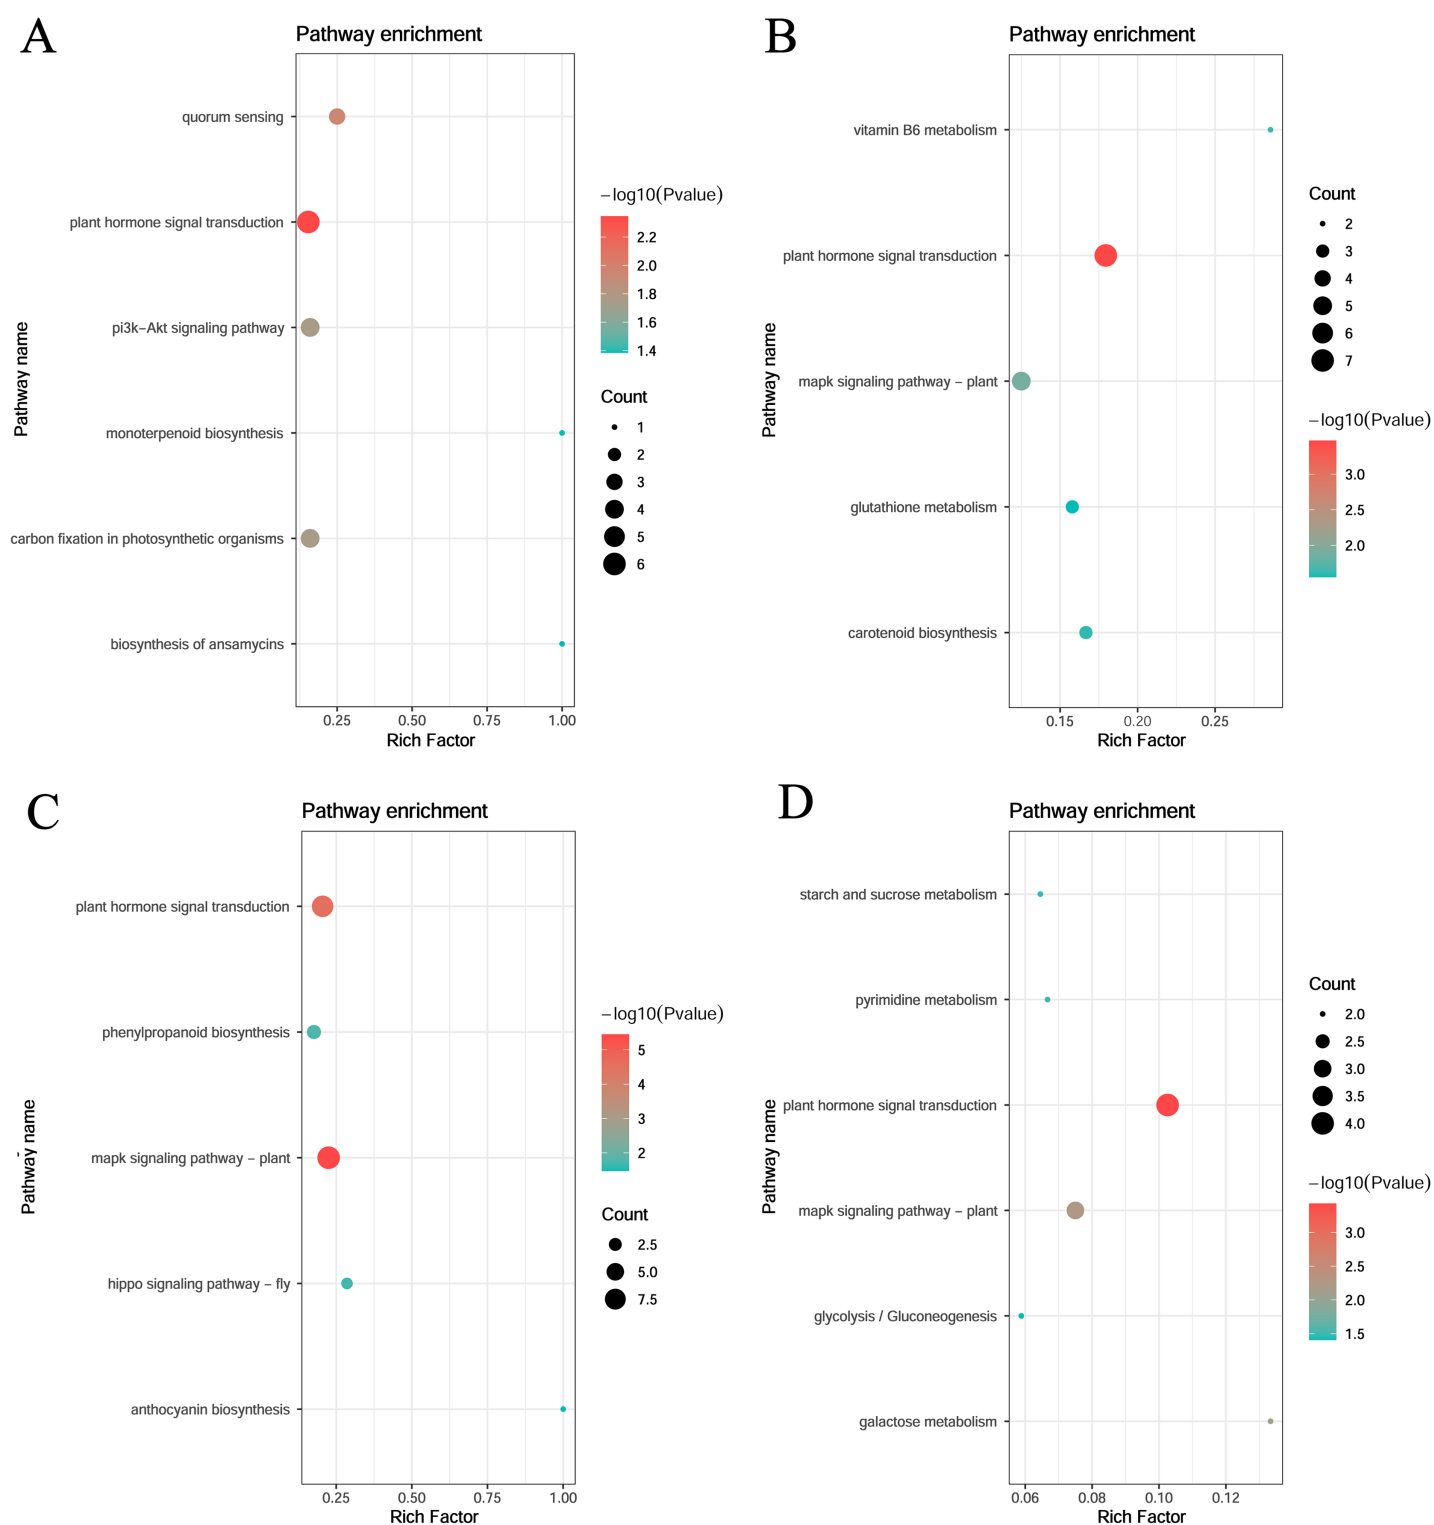 A
Pathway enrichment
quorum sensing
plant hormone signal transduction
pi3k−Akt signaling pathway
monoterpenoid biosynthesis
carbon fixation in photosynthetic organisms
biosynthesis of ansamycins
Pathway name
0.25 0.50 0.75 1.00
Rich Factor
−log10(Pvalue)
2.2
2.0
1.8
1.6
1.4
Count
1
2
3
4
5
6
B
Pathway enrichment
vitamin B6 metabolism
plant hormone signal transduction
mapk signaling pathway − plant
glutathione metabolism
carotenoid biosynthesis
Pathway name
0.15 0.20 0.25
Rich Factor
Count
2
3
4
5
6
7
−log10(Pvalue)
3.0
2.5
2.0
C
Pathway enrichment
plant hormone signal transduction
phenylpropanoid biosynthesis
mapk signaling pathway − plant
hippo signaling pathway − fly
anthocyanin biosynthesis
Pathway name
0.25 0.50 0.75 1.00
Rich Factor
−log10(Pvalue)
5
4
3
2
Count
2.5
5.0
7.5
D
Pathway enrichment
starch and sucrose metabolism
pyrimidine metabolism
plant hormone signal transduction
mapk signaling pathway − plant
glycolysis / Gluconeogenesis
galactose metabolism
Pathway name
0.06 0.08 0.10 0.12
Rich Factor
Count
2.0
2.5
3.0
3.5
4.0
−log10(Pvalue)
3.0
2.5
2.0
1.5